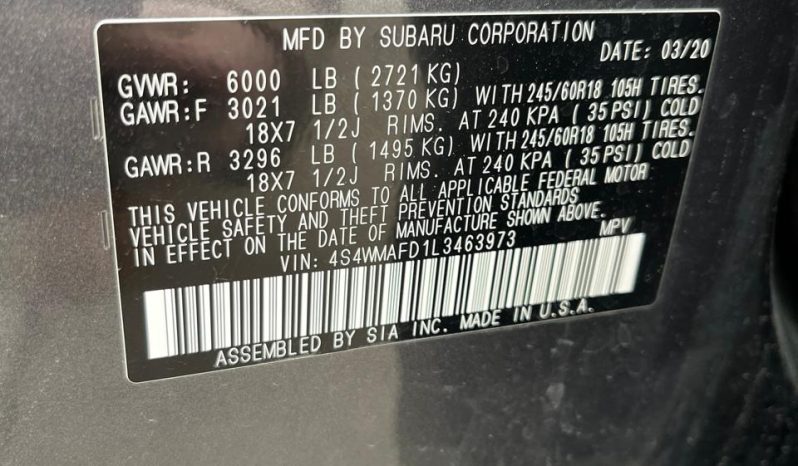 MFD BY SUBARU CORPORATION
DATE: 03/20
GVWR: 6000 LB ( 2721 KG)
GAWR:F 3021 LB ( 1370 KG) WITH 245/60R18 105H TIRES.
18X7 1/2J RIMS. AT 240 KPA ( 35 PSI) COLD
GAWR:R 3296 LB ( 1495 KG) WITH 245/60R18 105H TIRES.
18X7 1/2J RIMS. AT 240 KPA ( 35 PSI) COLD
THIS VEHICLE CONFORMS TO ALL APPLICABLE FEDERAL MOTOR
VEHICLE SAFETY AND THEFT PREVENTION STANDARDS
IN EFFECT ON THE DATE OF MANUFACTURE SHOWN ABOVE.
VIN: 4S4WMAFD1L3463973 MPV
ASSEMBLED BY SIA INC. MADE IN U.S.A.